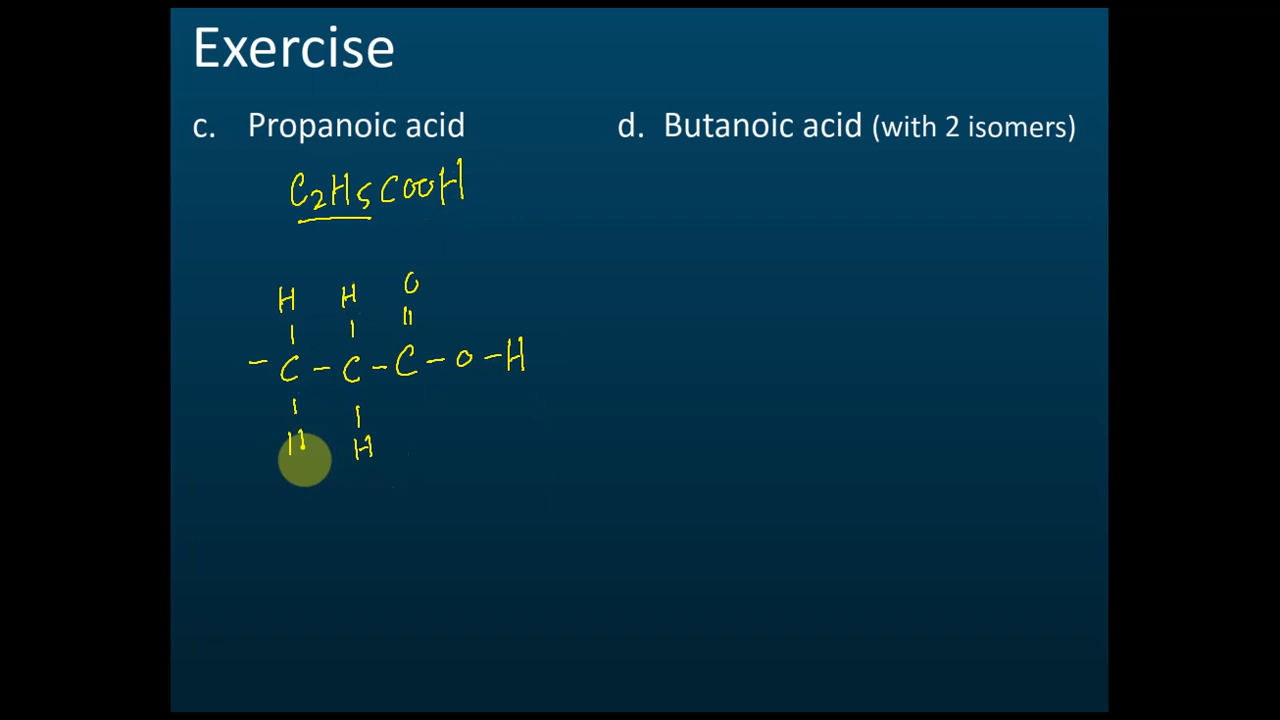 Exercise
c. Propanoic acid
d. Butanoic acid (with 2 isomers)
C2H5COOH
H H O
| | ||
- C - C - C - O - H
| |
H H